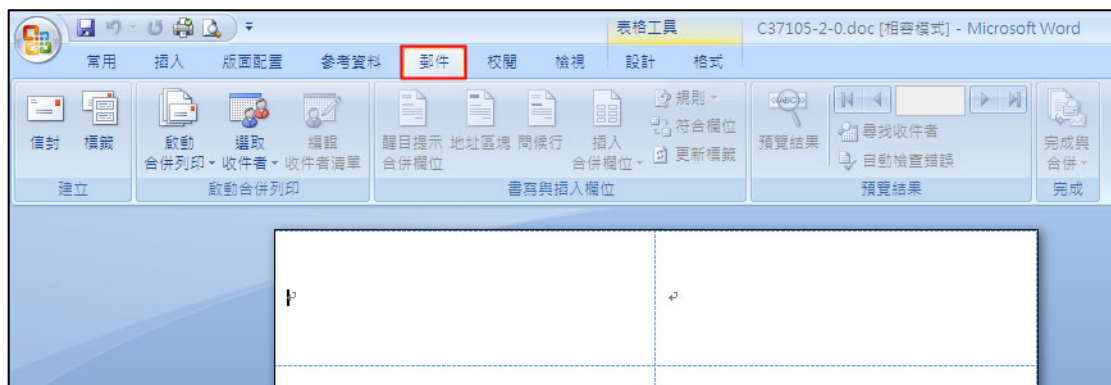 表格工具
C37105-2-0.doc [相容模式] - Microsoft Word
常用 插入 版面配置 參考資料 郵件 校閱 檢視 設計 格式
信封 標籤 啟動 合併列印 選取 收件者 編輯 收件者清單 醒目提示 合併欄位 地址區塊 問候行 插入 合併欄位 規則 符合欄位 更新標籤 預覽結果 尋找收件者 自動檢查錯誤 完成與 合併
建立 啟動合併列印 書寫與插入欄位 預覽結果 完成